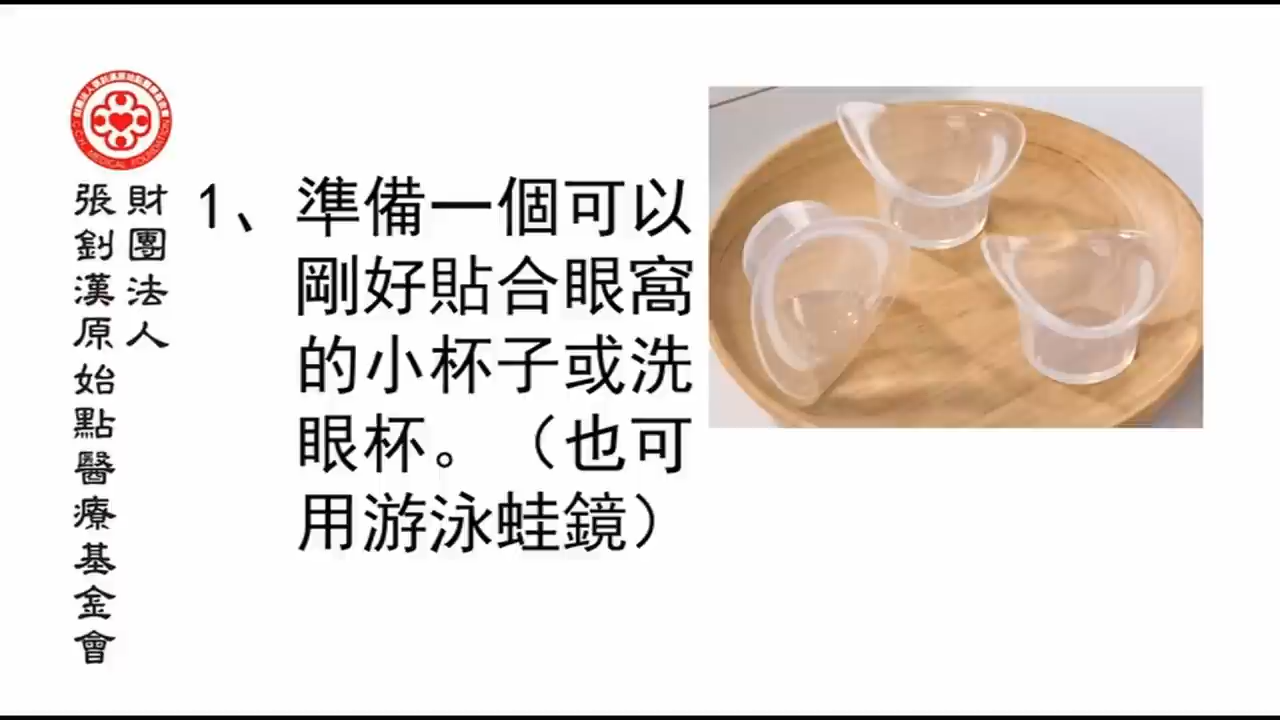 財團法人
張釗漢原始點醫療基金會
1、準備一個可以
剛好貼合眼窩
的小杯子或洗
眼杯。（也可
用游泳蛙鏡）